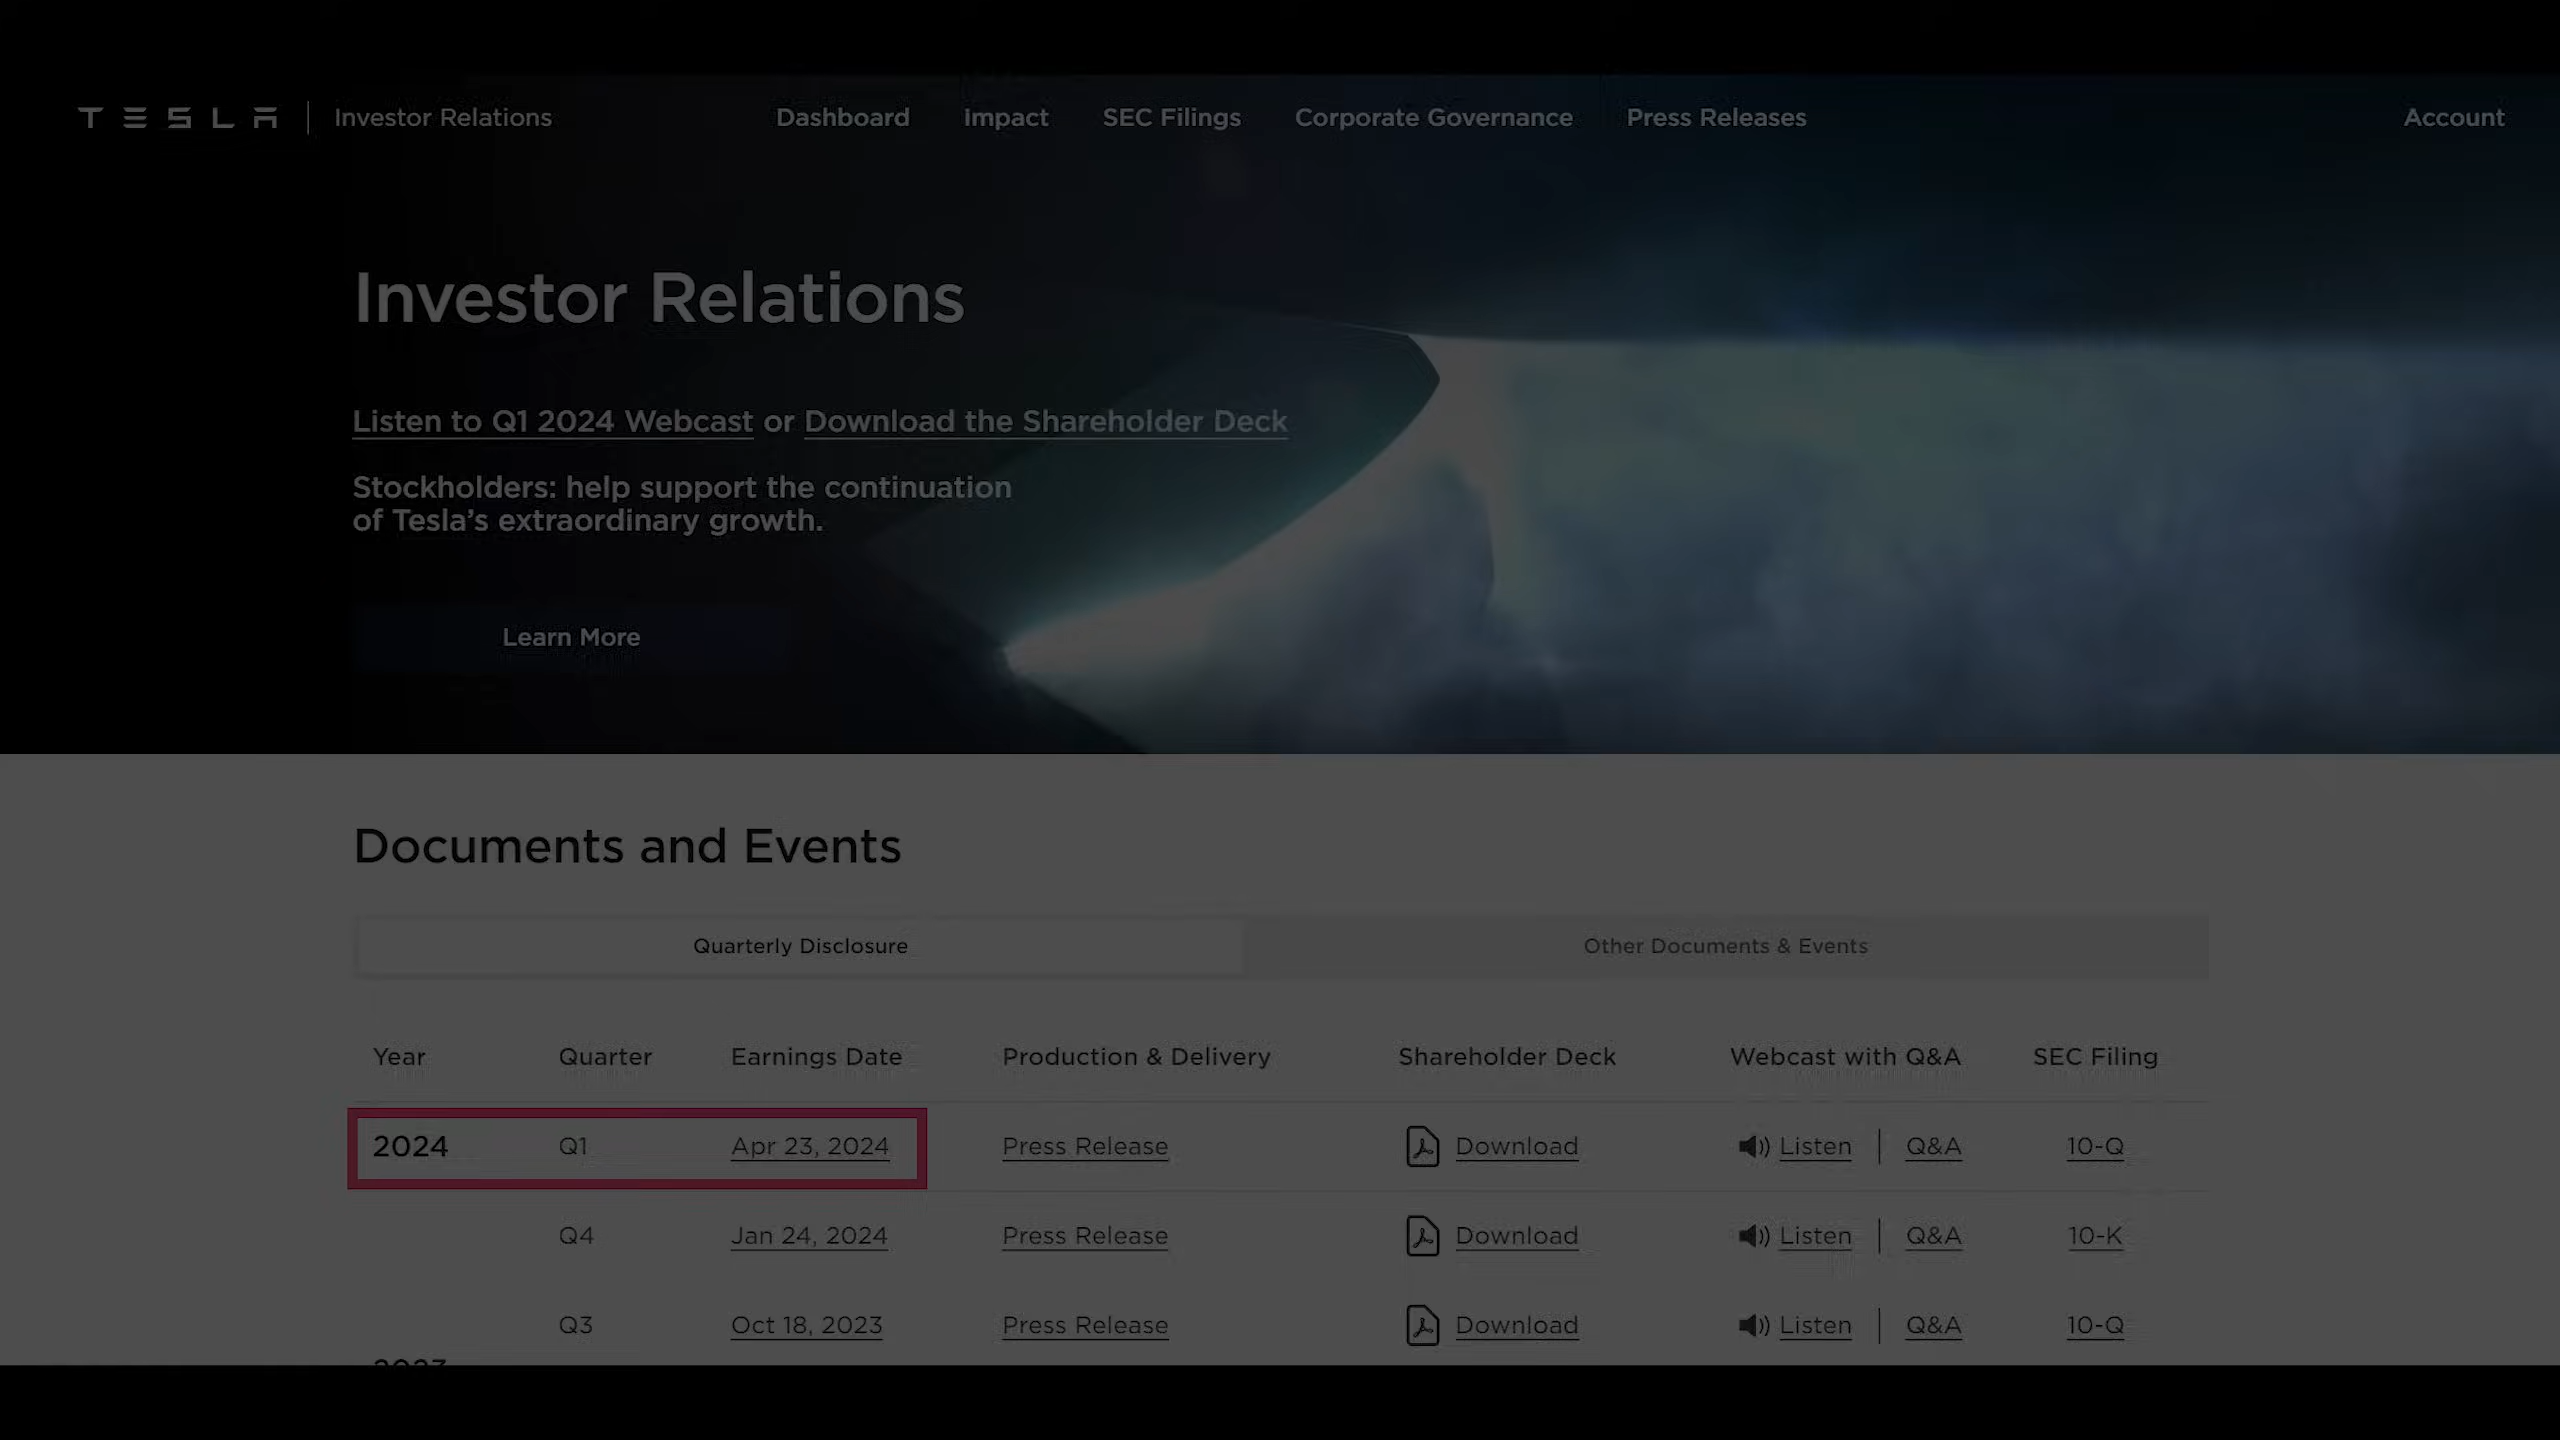 TESLA | Investor Relations Dashboard Impact SEC Filings Corporate Governance Press Releases Account
Investor Relations
Listen to Q1 2024 Webcast or Download the Shareholder Deck
Stockholders: help support the continuation
of Tesla’s extraordinary growth.
Learn More
Documents and Events
Quarterly Disclosure Other Documents & Events
Year Quarter Earnings Date Production & Delivery Shareholder Deck Webcast with Q&A SEC Filing
2024 Q1 Apr 23, 2024 Press Release Download Listen | Q&A 10-Q
Q4 Jan 24, 2024 Press Release Download Listen | Q&A 10-K
Q3 Oct 18, 2023 Press Release Download Listen | Q&A 10-Q
2023